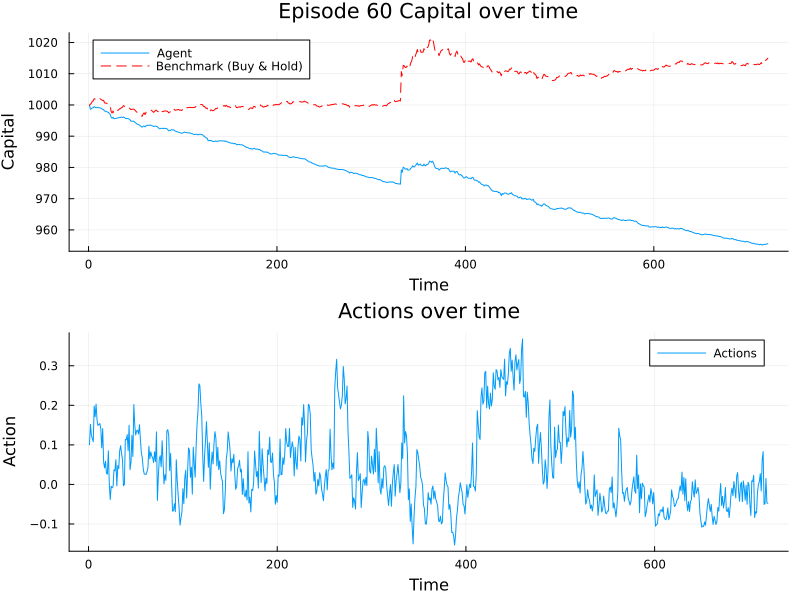 Episode 60 Capital over time
1020
1010
1000
990
980
970
960
Capital
Agent
Benchmark (Buy & Hold)
0
200
400
600
Time
Actions over time
0.3
0.2
0.1
0.0
−0.1
Action
Actions
0
200
400
600
Time